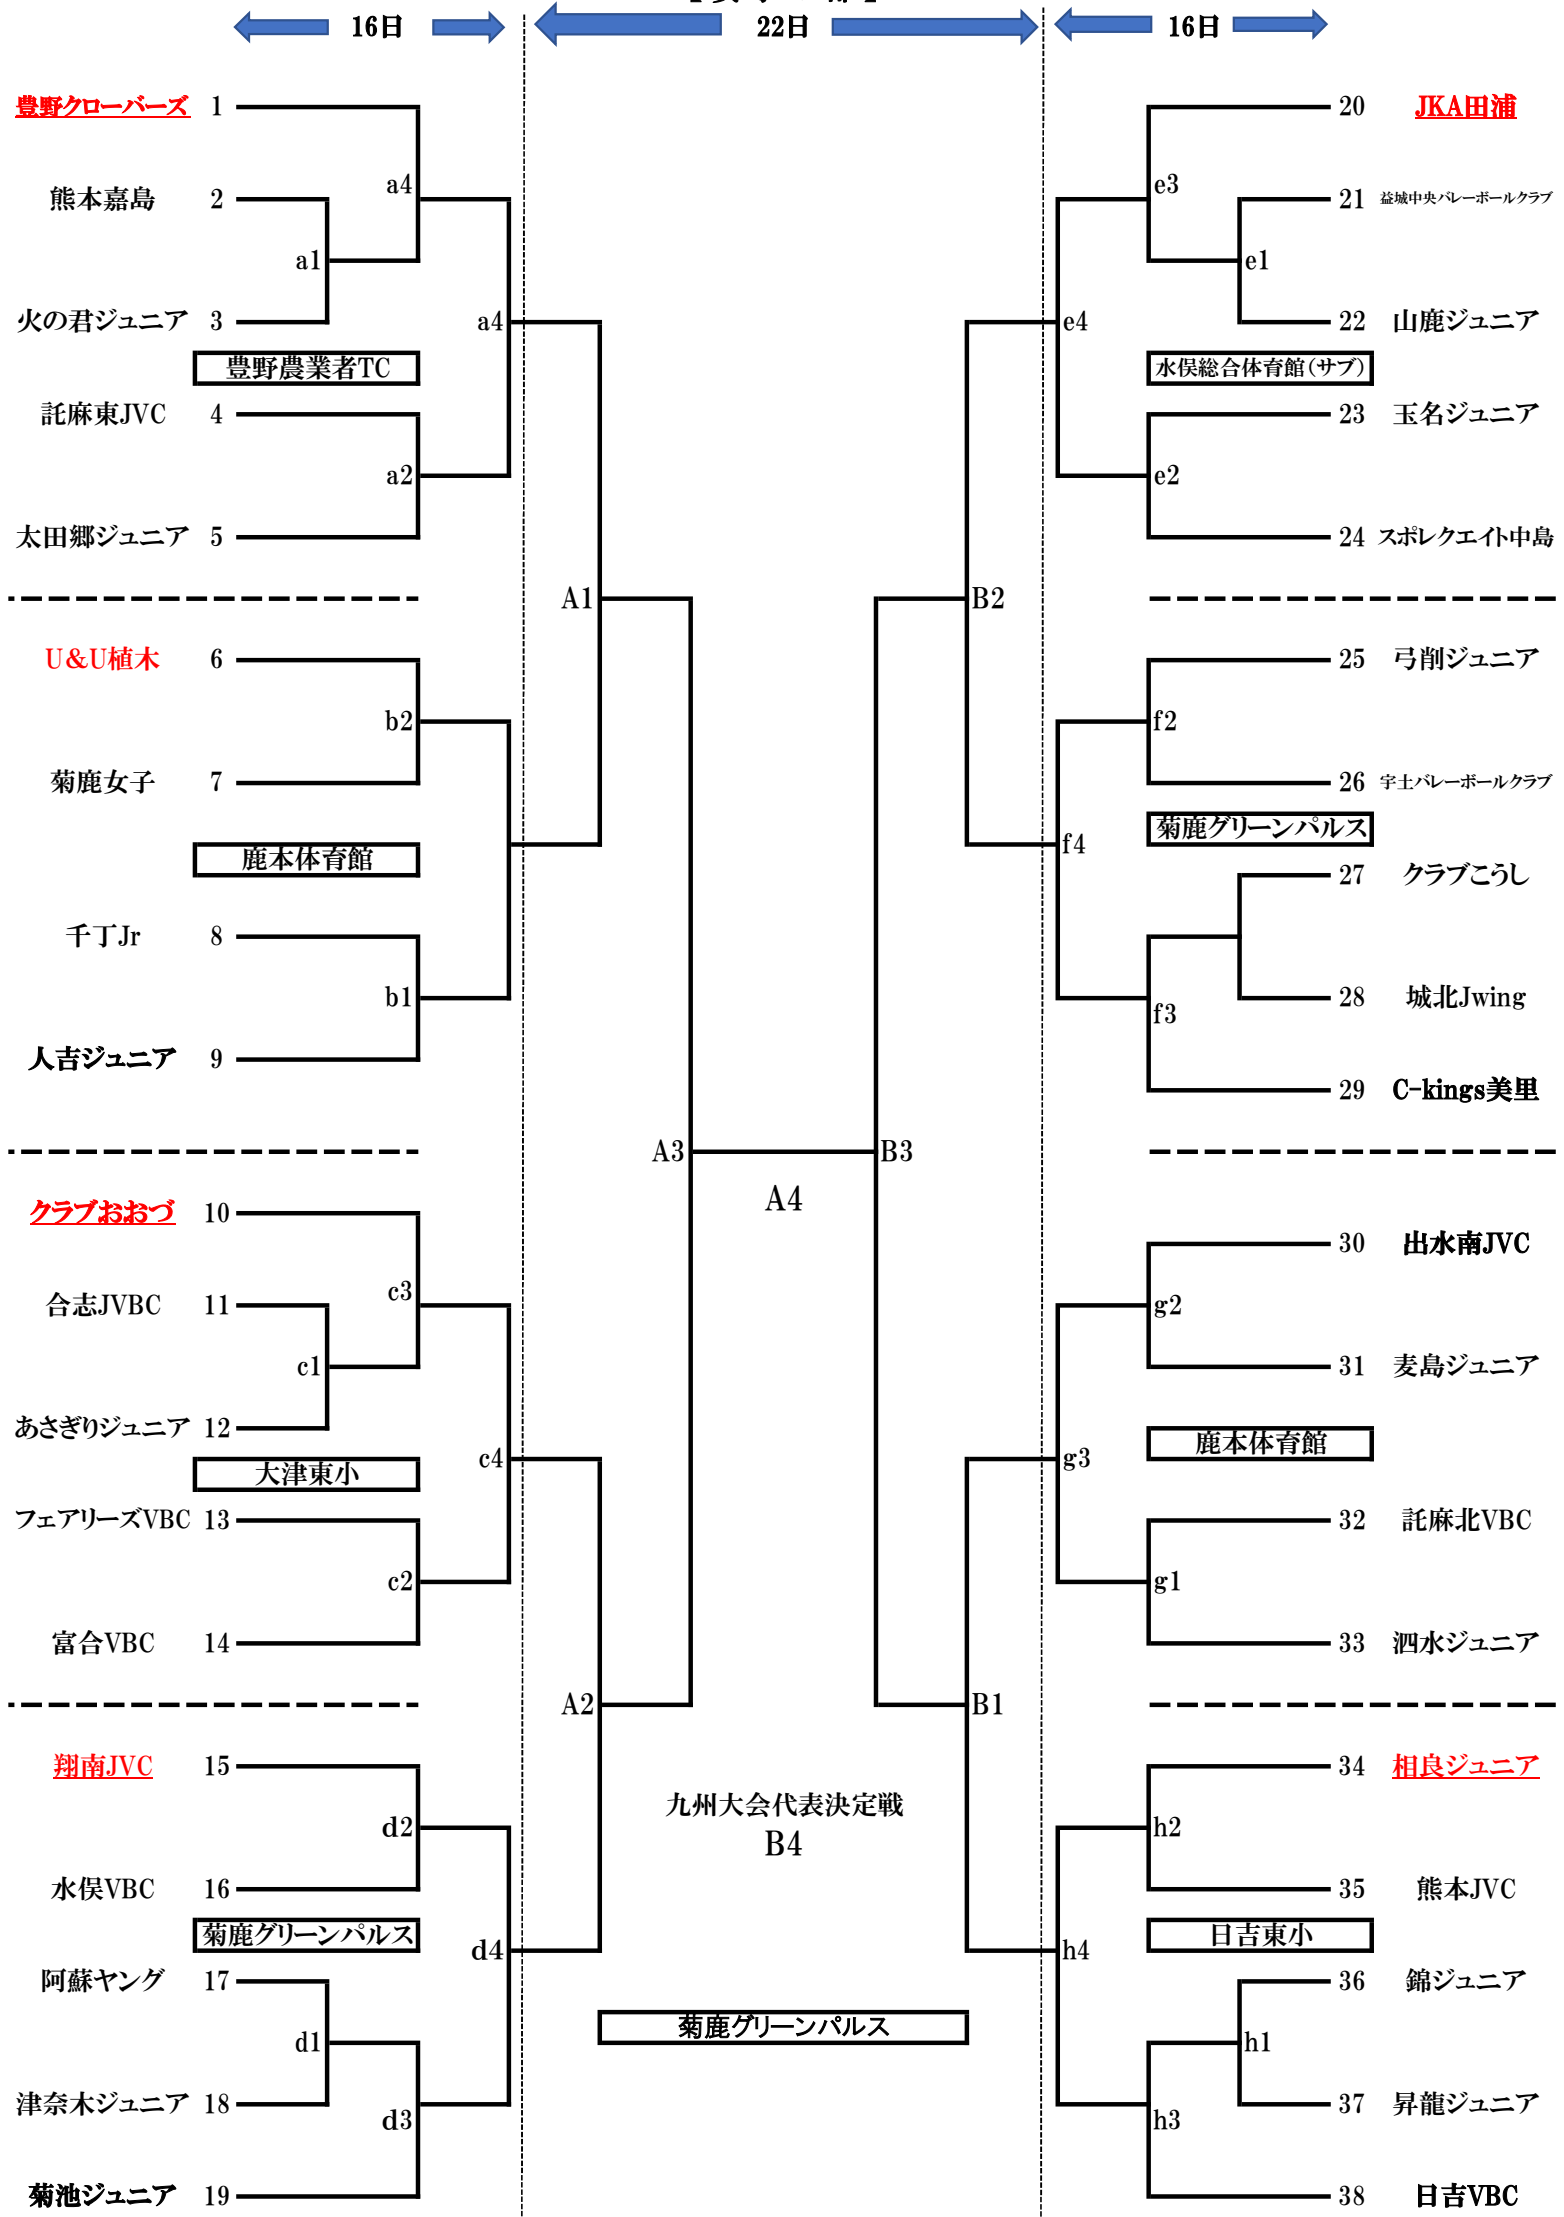 16日 22日 16日
豊野クローバーズ 1 20 JKA田浦
a4 e3
熊本嘉島 2 21 益城中央バレーボールクラブ
a1 e1
火の君ジュニア 3 a4 e4 22 山鹿ジュニア
豊野農業者TC 水俣総合体育館(サブ)
託麻東JVC 4 23 玉名ジュニア
a2 e2
太田郷ジュニア 5 24 スポレクエイト中島
A1 B2
U&U植木 6 25 弓削ジュニア
b2 f2
菊鹿女子 7 26 宇土バレーボールクラブ
菊鹿グリーンパルス
鹿本体育館 f4
27 クラブこうし
千丁Jr 8
b1 28 城北Jwing
f3
人吉ジュニア 9
29 C-kings美里
A3 B3
A4
クラブおおづ 10
30 出水南JVC
c3
合志JVBC 11 g2
c1 31 麦島ジュニア
あさぎりジュニア 12
鹿本体育館
c4 g3
大津東小
フェアリーズVBC 13 32 託麻北VBC
c2 g1
富合VBC 14 33 泗水ジュニア
A2 B1
翔南JVC 15 34 相良ジュニア
九州大会代表決定戦
d2 h2
B4
水俣VBC 16 35 熊本JVC
菊鹿グリーンパルス 日吉東小
d4 h4
阿蘇ヤング 17 36 錦ジュニア
菊鹿グリーンパルス
d1 h1
津奈木ジュニア 18 37 昇龍ジュニア
d3 h3
菊池ジュニア 19 38 日吉VBC